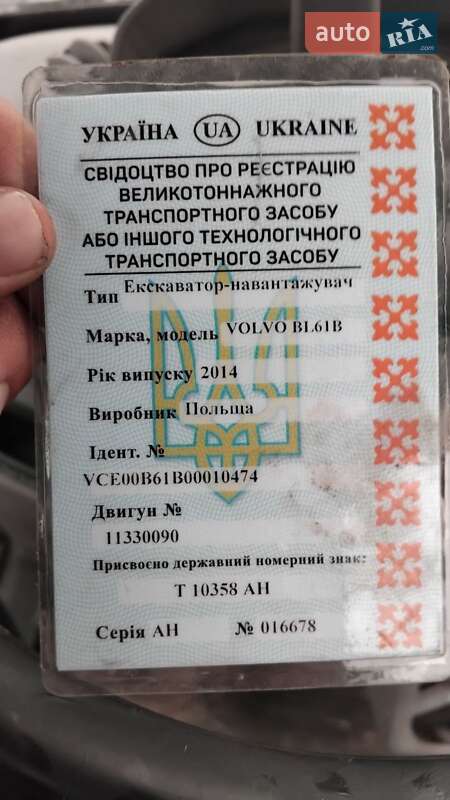 auto RIA.com
УКРАЇНА UA UKRAINE
СВІДОЦТВО ПРО РЕЄСТРАЦІЮ
ВЕЛИКОТОННАЖНОГО
ТРАНСПОРТНОГО ЗАСОБУ
АБО ІНШОГО ТЕХНОЛОГІЧНОГО
ТРАНСПОРТНОГО ЗАСОБУ
Тип Екскаватор-навантажувач
Марка, модель VOLVO BL61B
Рік випуску 2014
Виробник Польща
Ідент. №
VCE00B61B00010474
Двигун №
11330090
Присвоєно державний номерний знак:
Т 10358 АН
Серія АН № 016678